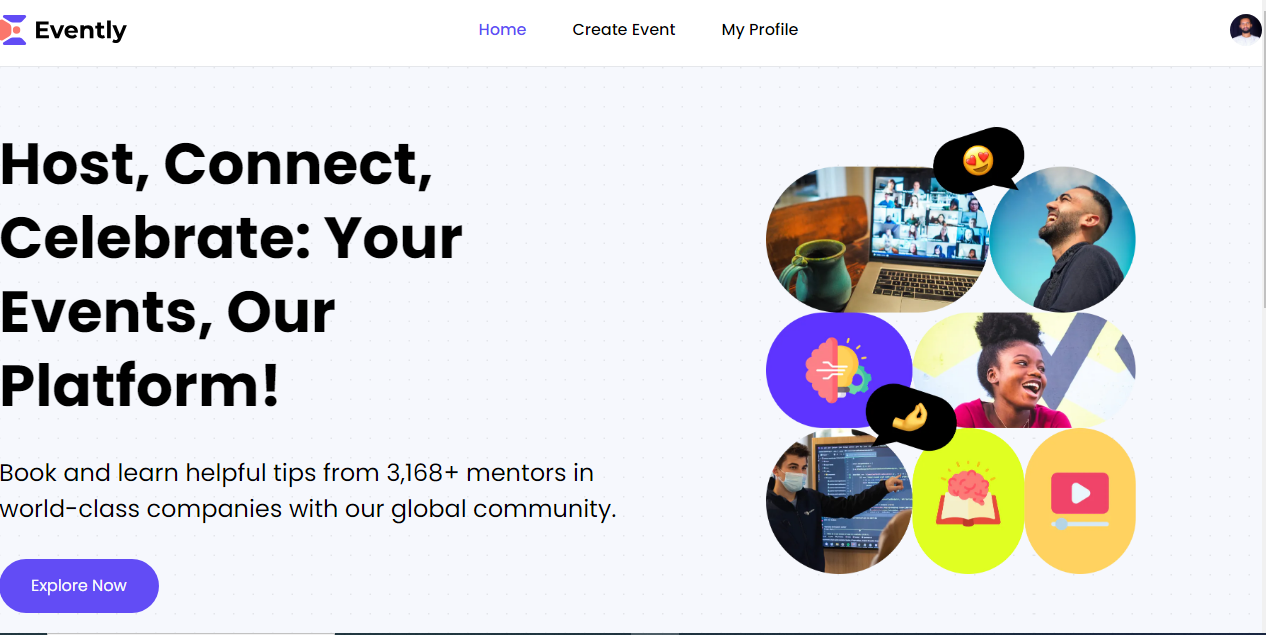 Evently
Home
Create Event
My Profile
Host, Connect,
Celebrate: Your
Events, Our
Platform!
Book and learn helpful tips from 3,168+ mentors in
world-class companies with our global community.
Explore Now